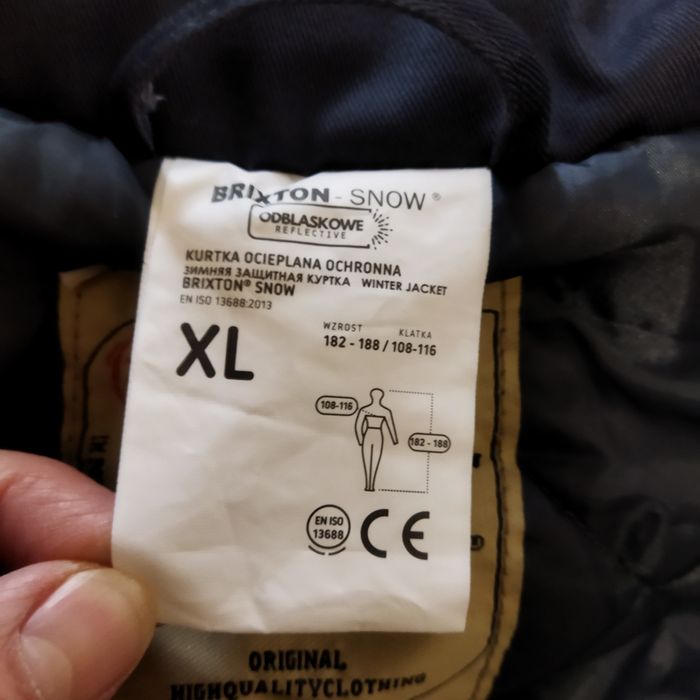 BRIXTON - SNOW®
ODBLASKOWE
REFLECTIVE
KURTKA OCIEPLANA OCHRONNA
ЗИМНЯЯ ЗАЩИТНАЯ КУРТКА WINTER JACKET
BRIXTON® SNOW
EN ISO 13688:2013
XL
WZROST KLATKA
182 - 188 / 108-116
108-116
182 - 188
EN ISO
13688
CE
ORIGINAL
HIGHQUALITYCLOTHING